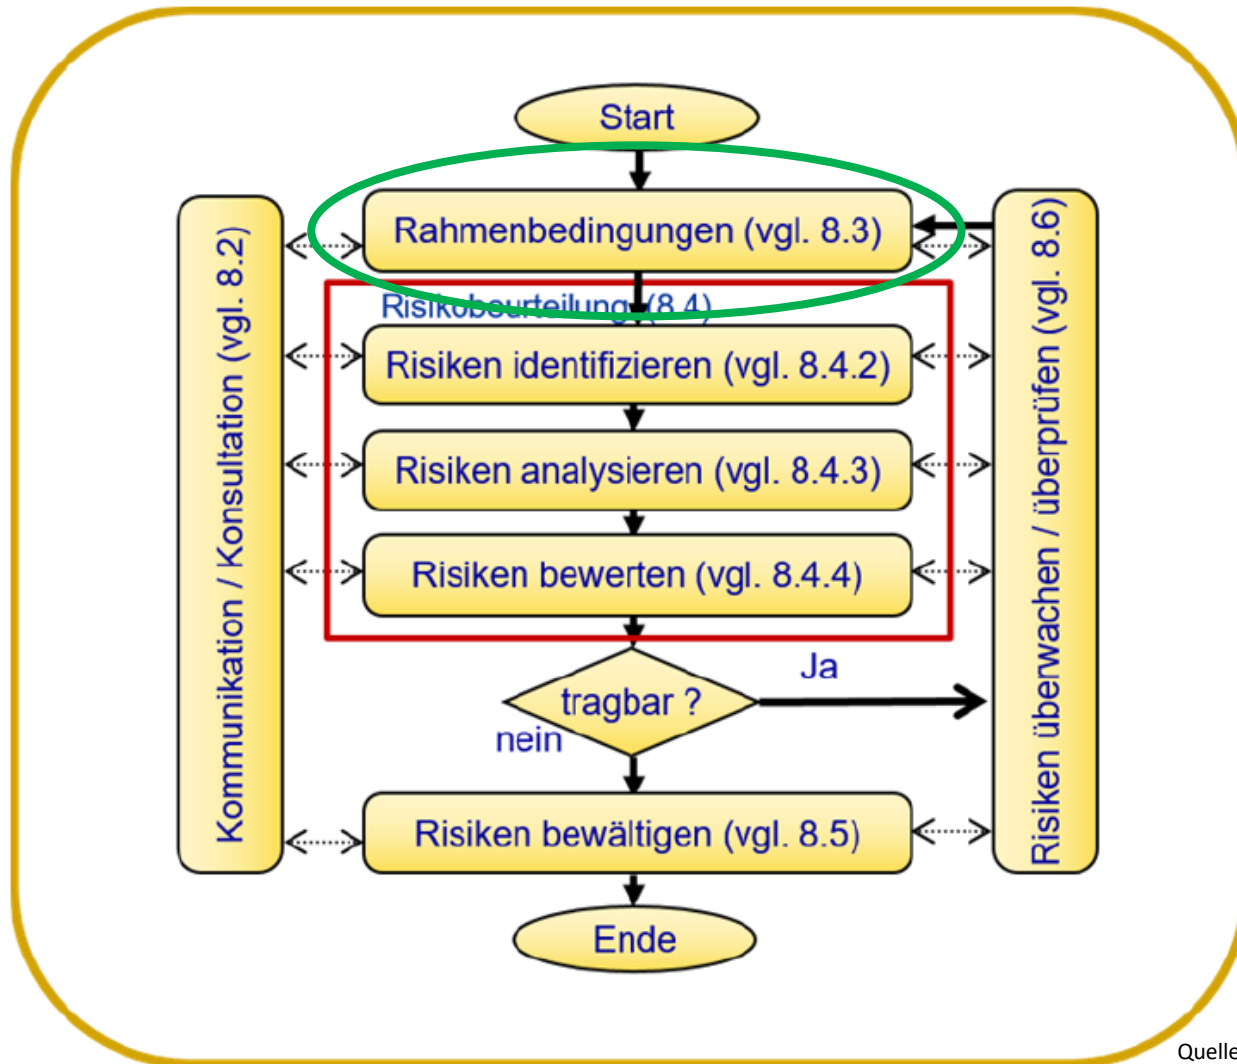 Start
Rahmenbedingungen (vgl. 8.3)
Risikobeurteilung (8.4)
Risiken identifizieren (vgl. 8.4.2)
Risiken analysieren (vgl. 8.4.3)
Risiken bewerten (vgl. 8.4.4)
tragbar ?
Ja
nein
Risiken bewältigen (vgl. 8.5)
Ende
Kommunikation / Konsultation (vgl. 8.2)
Risiken überwachen / überprüfen (vgl. 8.6)
Quelle